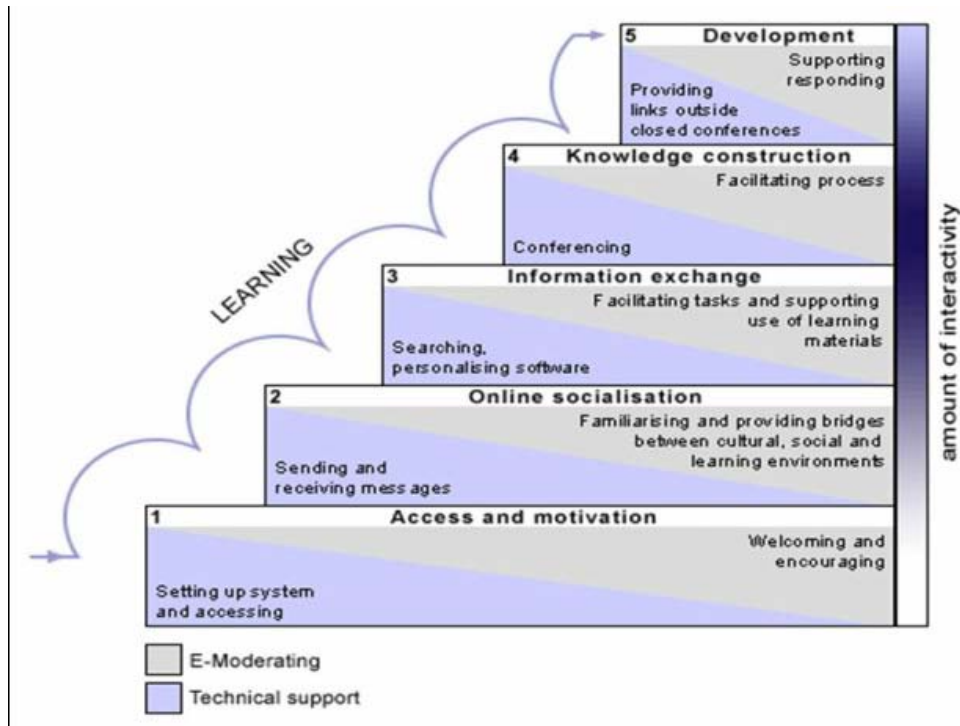 5 Development
Supporting
responding
Providing
links outside
closed conferences
4 Knowledge construction
Facilitating process
Conferencing
3 Information exchange
Facilitating tasks and supporting
use of learning
materials
Searching,
personalising software
2 Online socialisation
Familiarising and providing bridges
between cultural, social and
learning environments
Sending and
receiving messages
1 Access and motivation
Welcoming and
encouraging
Setting up system
and accessing
LEARNING
amount of interactivity
E-Moderating
Technical support